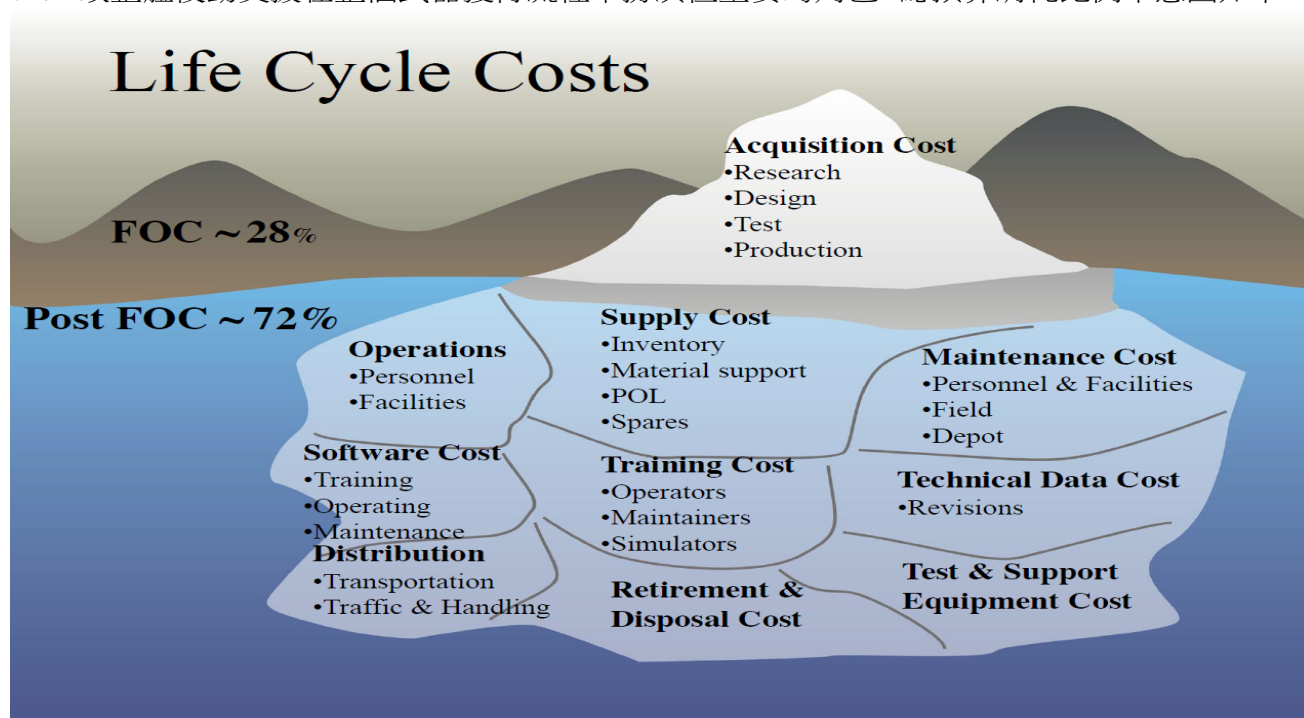 Life Cycle Costs
Acquisition Cost
•Research
•Design
•Test
•Production
FOC ~28%
Post FOC ~72%
Operations
•Personnel
•Facilities
Supply Cost
•Inventory
•Material support
•POL
•Spares
Maintenance Cost
•Personnel & Facilities
•Field
•Depot
Software Cost
•Training
•Operating
•Maintenance
Training Cost
•Operators
•Maintainers
•Simulators
Technical Data Cost
•Revisions
Distribution
•Transportation
•Traffic & Handling
Retirement &
Disposal Cost
Test & Support
Equipment Cost